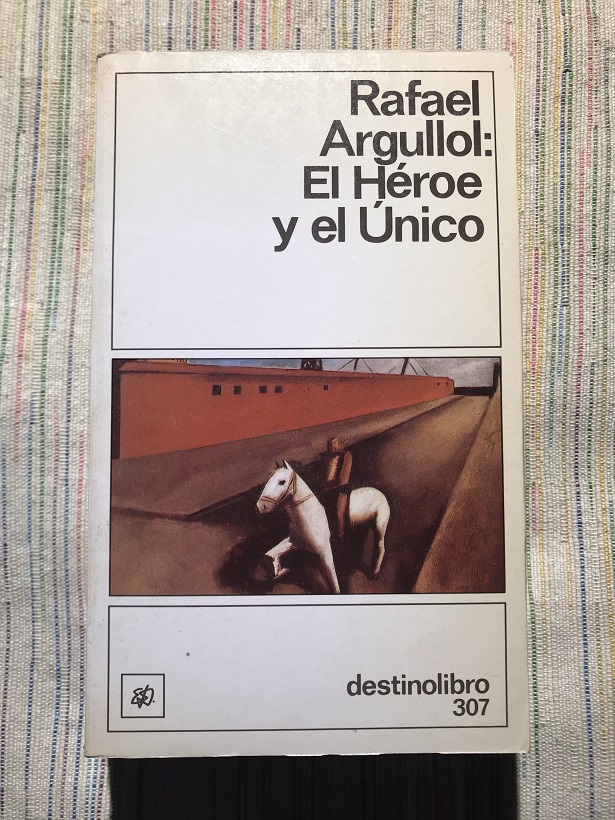 Rafael
Argullol:
El Héroe
y el Único
destinolibro
307